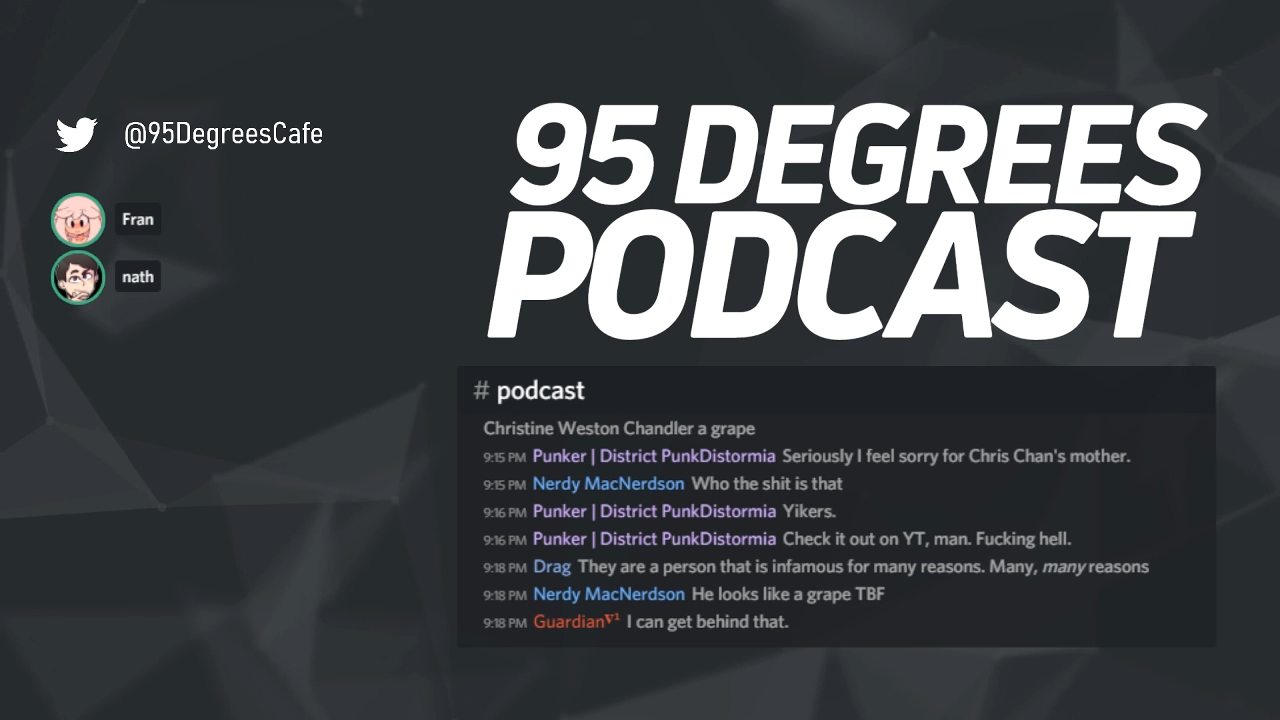 @95DegreesCafe
Fran
nath
95 DEGREES
PODCAST
# podcast
Christine Weston Chandler a grape
9:15 PM Punker | District PunkDistormia Seriously I feel sorry for Chris Chan's mother.
9:15 PM Nerdy MacNerdson Who the shit is that
9:16 PM Punker | District PunkDistormia Yikers.
9:16 PM Punker | District PunkDistormia Check it out on YT, man. Fucking hell.
9:18 PM Drag They are a person that is infamous for many reasons. Many, many reasons
9:18 PM Nerdy MacNerdson He looks like a grape TBF
9:18 PM Guardianⱽ¹ I can get behind that.